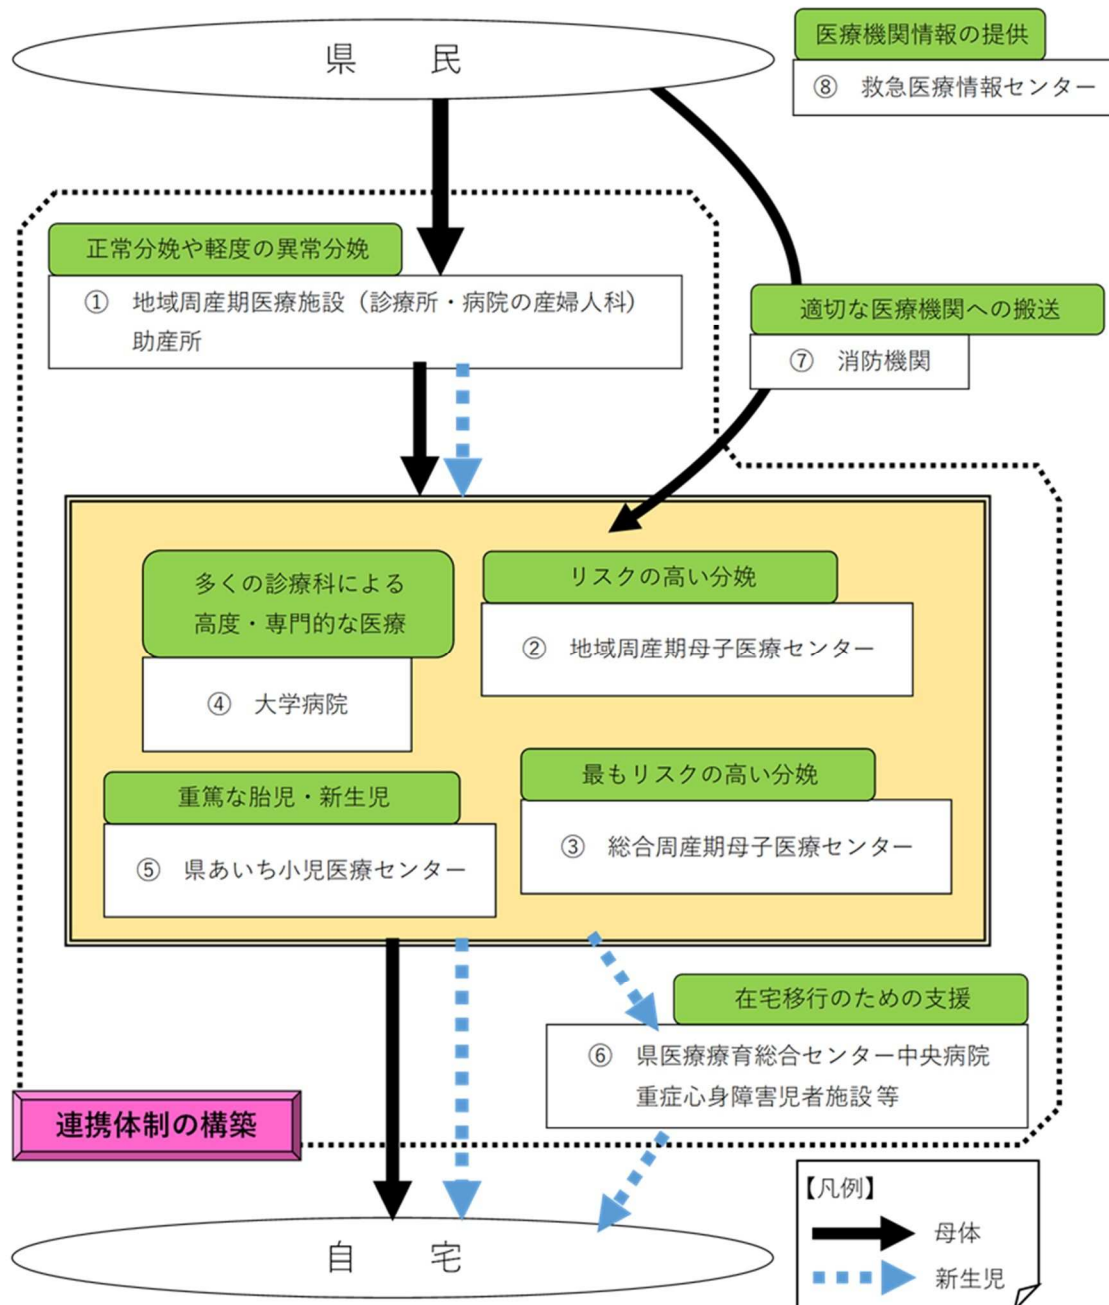 県　民
医療機関情報の提供
⑧　救急医療情報センター
正常分娩や軽度の異常分娩
①　地域周産期医療施設（診療所・病院の産婦人科）
助産所
適切な医療機関への搬送
⑦　消防機関
多くの診療科による
高度・専門的な医療
④　大学病院
リスクの高い分娩
②　地域周産期母子医療センター
重篤な胎児・新生児
⑤　県あいち小児医療センター
最もリスクの高い分娩
③　総合周産期母子医療センター
在宅移行のための支援
⑥　県医療療育総合センター中央病院
重症心身障害児者施設等
連携体制の構築
自　宅
【凡例】
母体
新生児